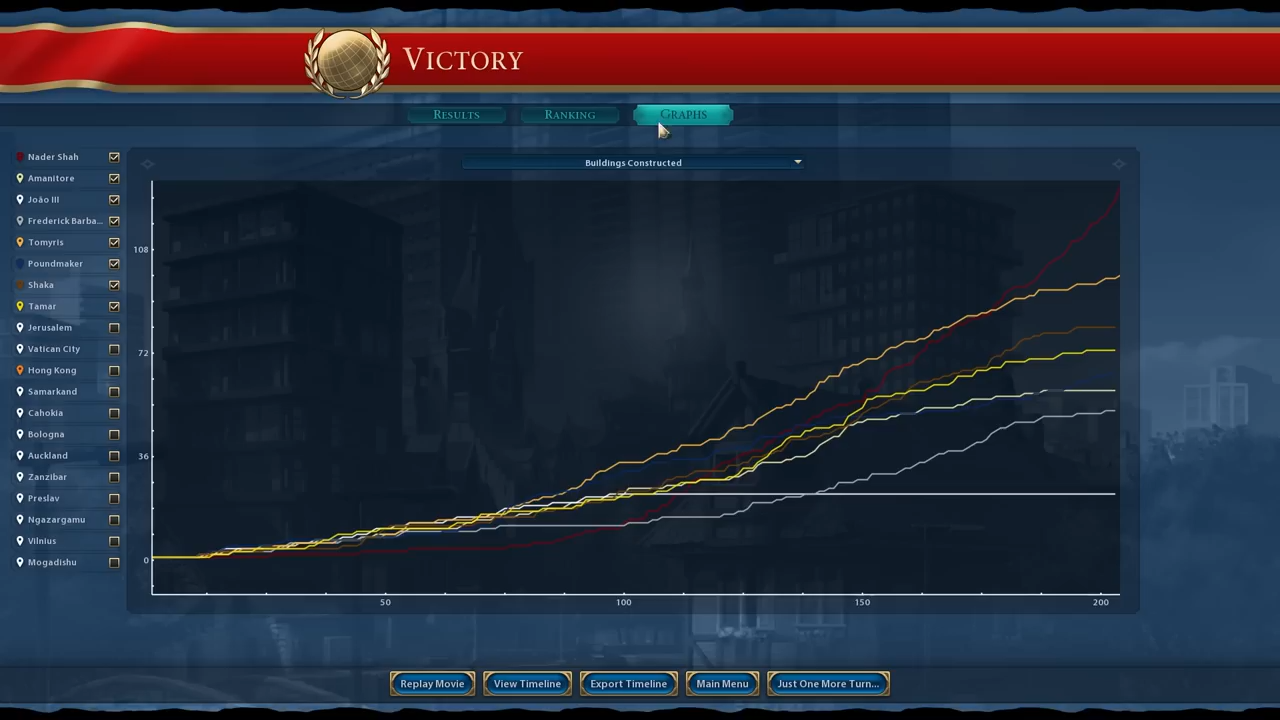 VICTORY
RESULTS
RANKING
GRAPHS
Nader Shah
Amanitore
João III
Frederick Barba...
Tomyris
Poundmaker
Shaka
Tamar
Jerusalem
Vatican City
Hong Kong
Samarkand
Cahokia
Bologna
Auckland
Zanzibar
Preslav
Ngazargamu
Vilnius
Mogadishu
Buildings Constructed
108
72
36
0
50
100
150
200
Replay Movie
View Timeline
Export Timeline
Main Menu
Just One More Turn...